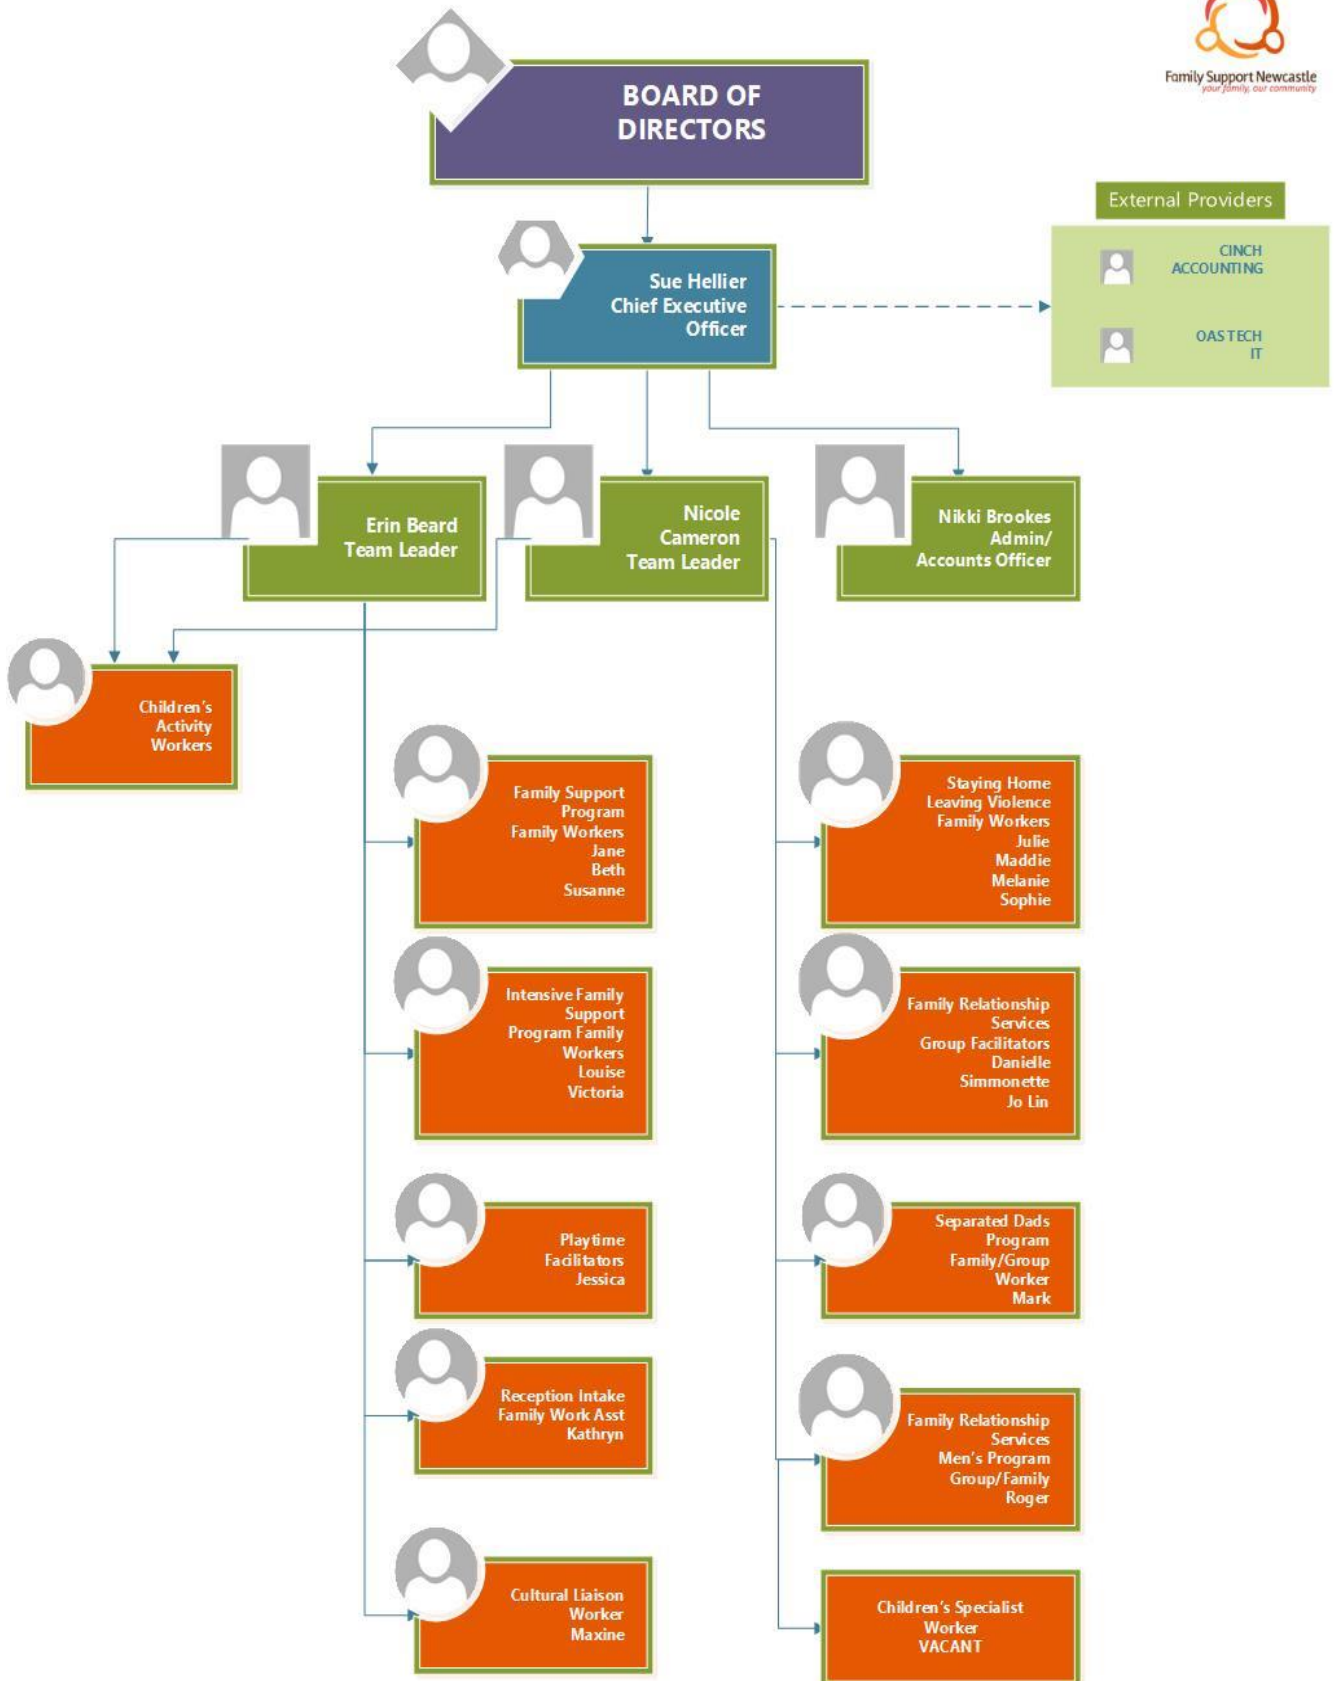 Family Support Newcastle
your family, our community
BOARD OF
DIRECTORS
External Providers
CINCH
ACCOUNTING
OASTECH
IT
Sue Hellier
Chief Executive
Officer
Erin Beard
Team Leader
Nicole
Cameron
Team Leader
Nikki Brookes
Admin/
Accounts Officer
Children's
Activity
Workers
Family Support
Program
Family Workers
Jane
Beth
Susanne
Staying Home
Leaving Violence
Family Workers
Julie
Maddie
Melanie
Sophie
Intensive Family
Support
Program Family
Workers
Louise
Victoria
Family Relationship
Services
Group Facilitators
Danielle
Simmonette
Jo Lin
Playtime
Facilitators
Jessica
Separated Dads
Program
Family/Group
Worker
Mark
Reception Intake
Family Work Asst
Kathryn
Family Relationship
Services
Men's Program
Group/Family
Roger
Cultural Liaison
Worker
Maxine
Children's Specialist
Worker
VACANT